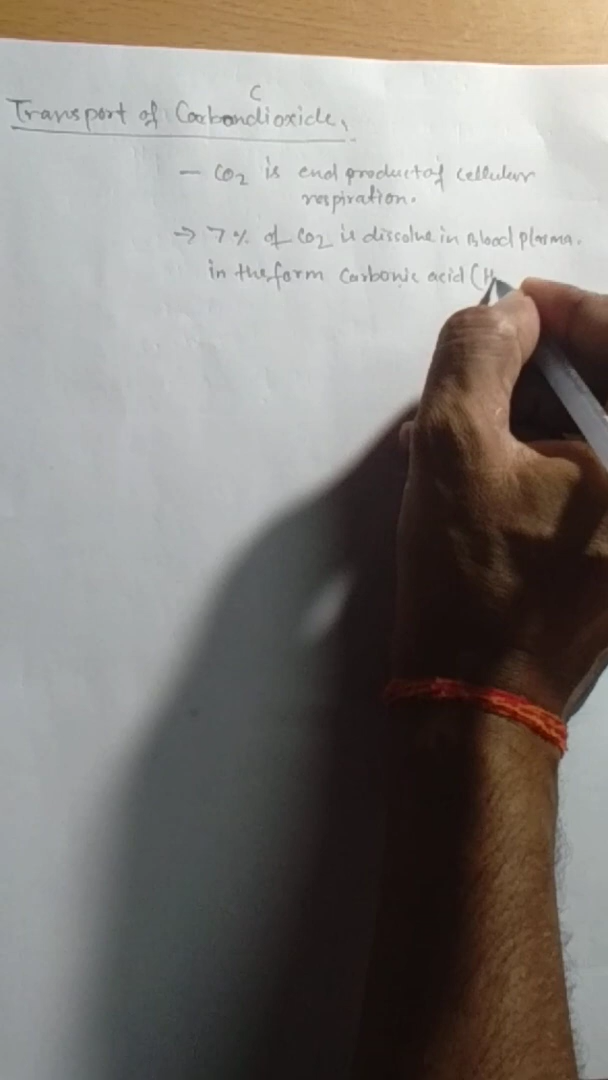 C
Transport of Carbondioxide,
- CO2 is end product of cellular
respiration.
→ 7% of CO2 is dissolve in Blood plasma.
in the form Carbonic acid (H